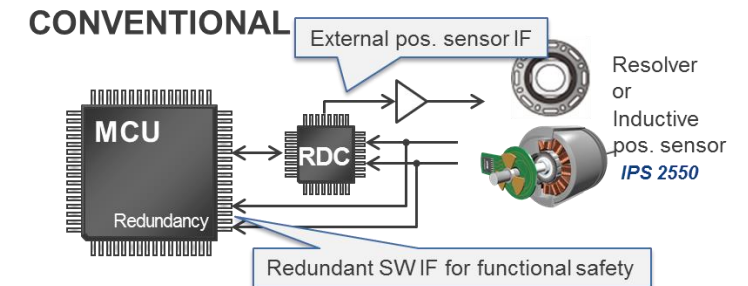 CONVENTIONAL
External pos. sensor IF
Resolver
or
Inductive
pos. sensor
IPS 2550
MCU
RDC
Redundancy
Redundant SW IF for functional safety